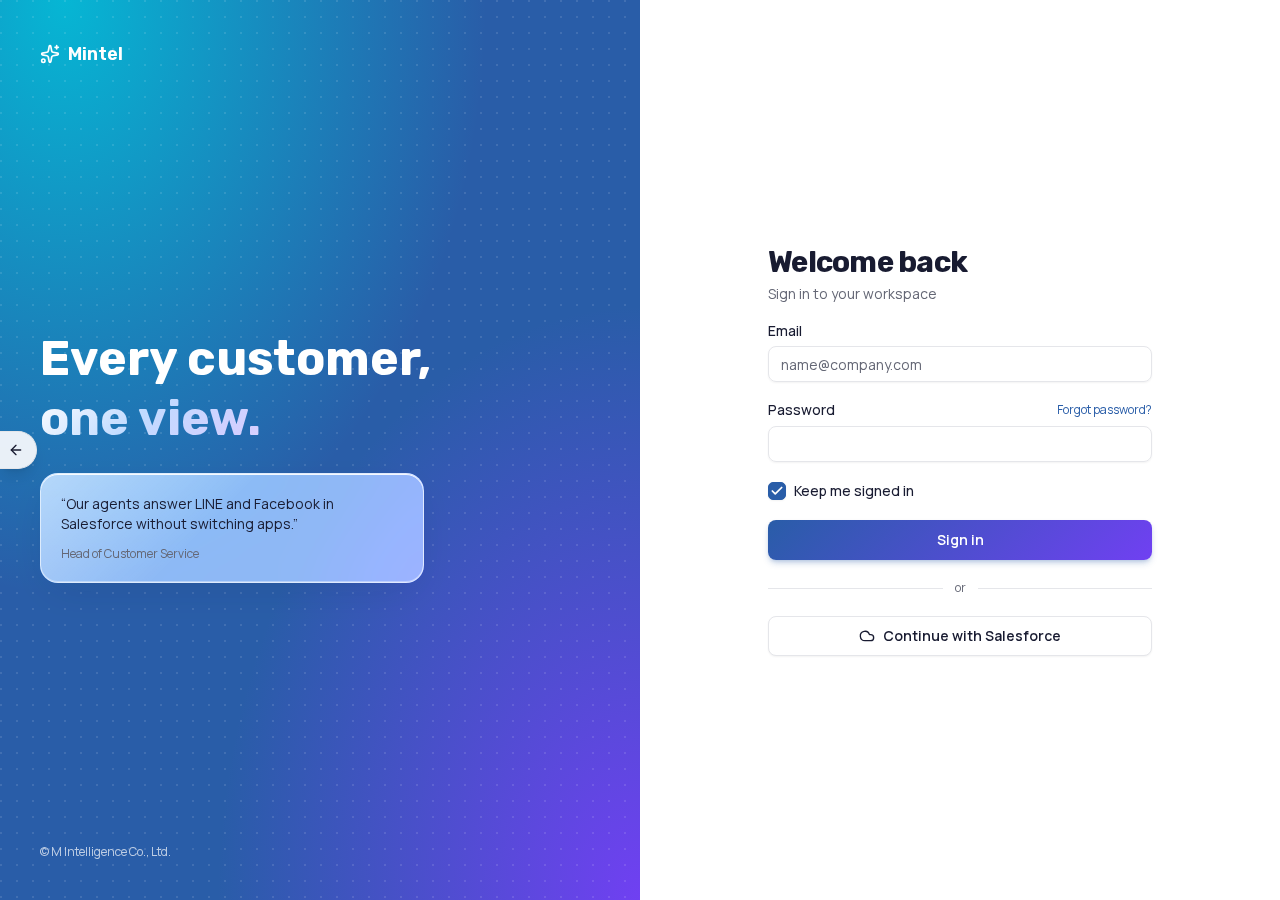 Mintel
Every customer,
one view.
“Our agents answer LINE and Facebook in
Salesforce without switching apps.”
Head of Customer Service
© M Intelligence Co., Ltd.
Welcome back
Sign in to your workspace
Email
name@company.com
Password
Forgot password?
Keep me signed in
Sign in
or
Continue with Salesforce